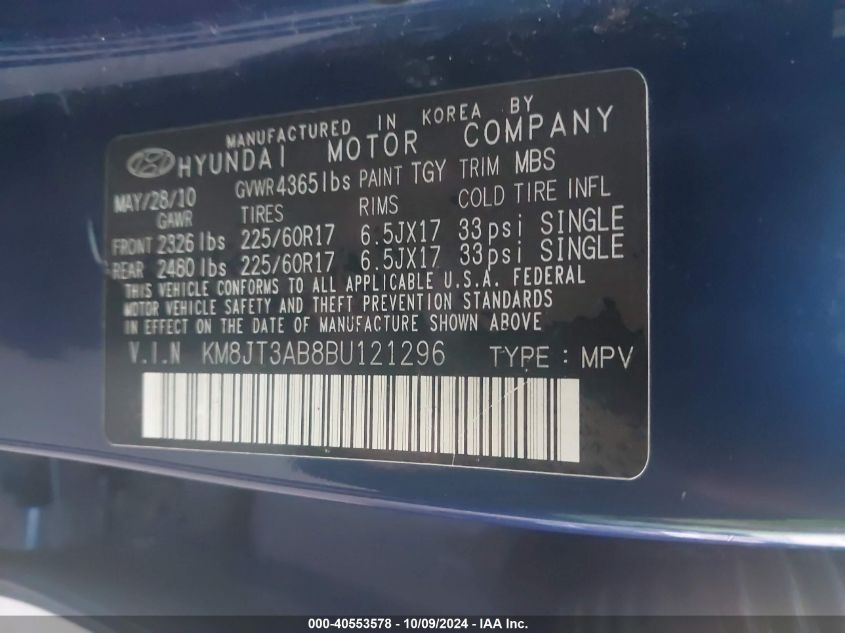 MANUFACTURED IN KOREA BY
HYUNDAI MOTOR COMPANY
MAY/28/10 GVWR 4365lbs PAINT TGY TRIM MBS
GAWR TIRES RIMS COLD TIRE INFL
FRONT 2326 lbs 225/60R17 6.5JX17 33psi SINGLE
REAR 2480 lbs 225/60R17 6.5JX17 33psi SINGLE
THIS VEHICLE CONFORMS TO ALL APPLICABLE U.S.A. FEDERAL
MOTOR VEHICLE SAFETY AND THEFT PREVENTION STANDARDS
IN EFFECT ON THE DATE OF MANUFACTURE SHOWN ABOVE
V.I.N KM8JT3AB8BU121296 TYPE : MPV
000-40553578 - 10/09/2024 - IAA Inc.